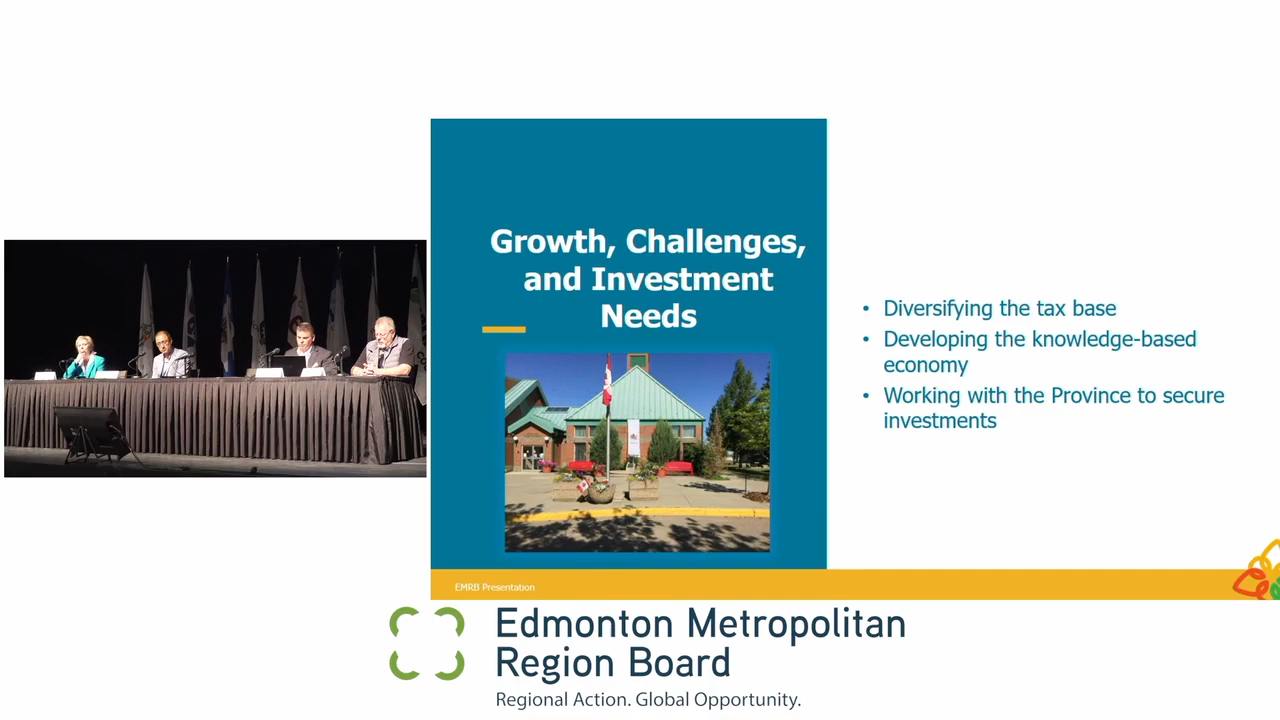 Growth, Challenges,
and Investment
Needs
• Diversifying the tax base
• Developing the knowledge-based
economy
• Working with the Province to secure
investments
EMRB Presentation
Edmonton Metropolitan
Region Board
Regional Action. Global Opportunity.